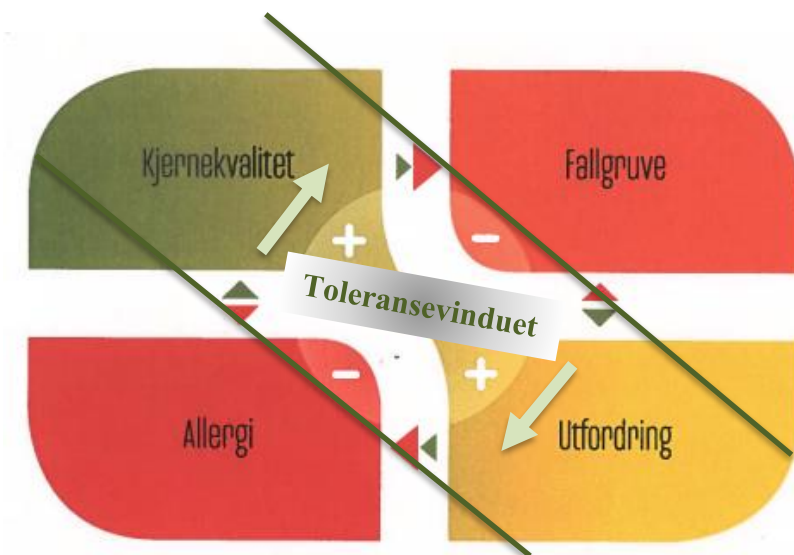 Kjernekvalitet
Fallgruve
+
−
Toleransevinduet
−
+
Allergi
Utfordring